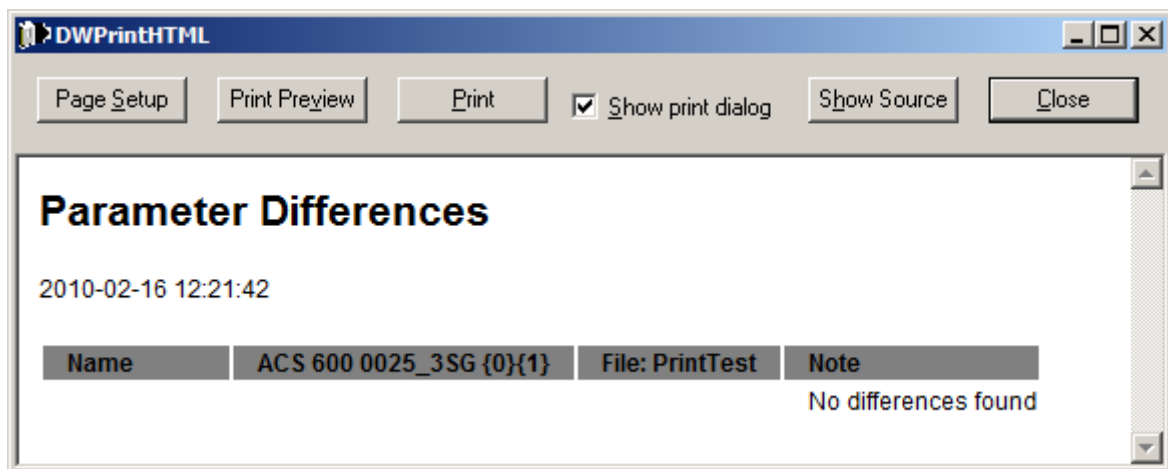 DWPrintHTML
Page Setup Print Preview Print Show print dialog Show Source Close
Parameter Differences
2010-02-16 12:21:42
Name ACS 600 0025_3SG {0}{1} File: PrintTest Note
No differences found